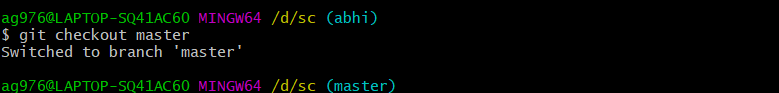 ag976@LAPTOP-SQ41AC60 MINGW64 /d/sc (abhi)
$ git checkout master
Switched to branch 'master'
ag976@LAPTOP-SQ41AC60 MINGW64 /d/sc (master)